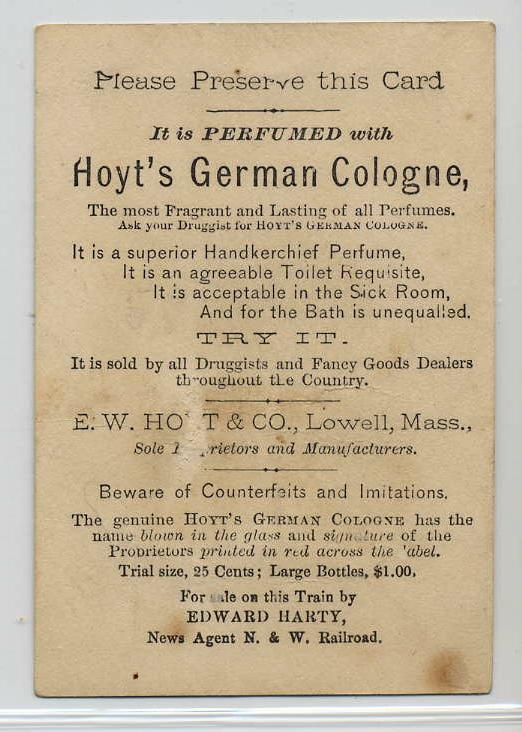 Please Preserve this Card
It is PERFUMED with
Hoyt's German Cologne,
The most Fragrant and Lasting of all Perfumes.
Ask your Druggist for HOYT'S GERMAN COLOGNE.
It is a superior Handkerchief Perfume,
It is an agreeable Toilet Requisite,
It is acceptable in the Sick Room,
And for the Bath is unequalled.
TRY IT.
It is sold by all Druggists and Fancy Goods Dealers
throughout the Country.
E. W. HOYT & CO., Lowell, Mass.,
Sole Proprietors and Manufacturers.
Beware of Counterfeits and Imitations.
The genuine HOYT'S GERMAN COLOGNE has the
name blown in the glass and signature of the
Proprietors printed in red across the label.
Trial size, 25 Cents; Large Bottles, $1.00.
For sale on this Train by
EDWARD HARTY,
News Agent N. & W. Railroad.